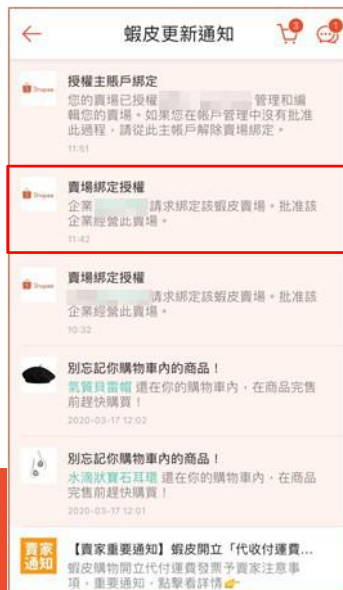 蝦皮更新通知
3
1
Shopee
授權主賬戶綁定
您的賣場已授權 管理和編
輯您的賣場。如果您在帳戶管理中沒有批准
此過程，請從此主帳戶解除賣場綁定。
11:51
Shopee
賣場綁定授權
企業 請求綁定該蝦皮賣場。批准該
企業經營此賣場。
11:42
Shopee
賣場綁定授權
請求綁定該蝦皮賣場。批准該
企業經營此賣場。
10:32
別忘記你購物車內的商品！
氣質貝雷帽 還在你的購物車內，在商品完售
前趕快購買！
2020-03-17 12:02
別忘記你購物車內的商品！
水滴狀寶石耳環 還在你的購物車內，在商品
完售前趕快購買！
2020-03-17 12:01
賣家
通知
【賣家重要通知】蝦皮開立「代收付運費...
蝦皮購物開立代付運費發票予賣家注意事
項，重要通知，點擊看詳情👉